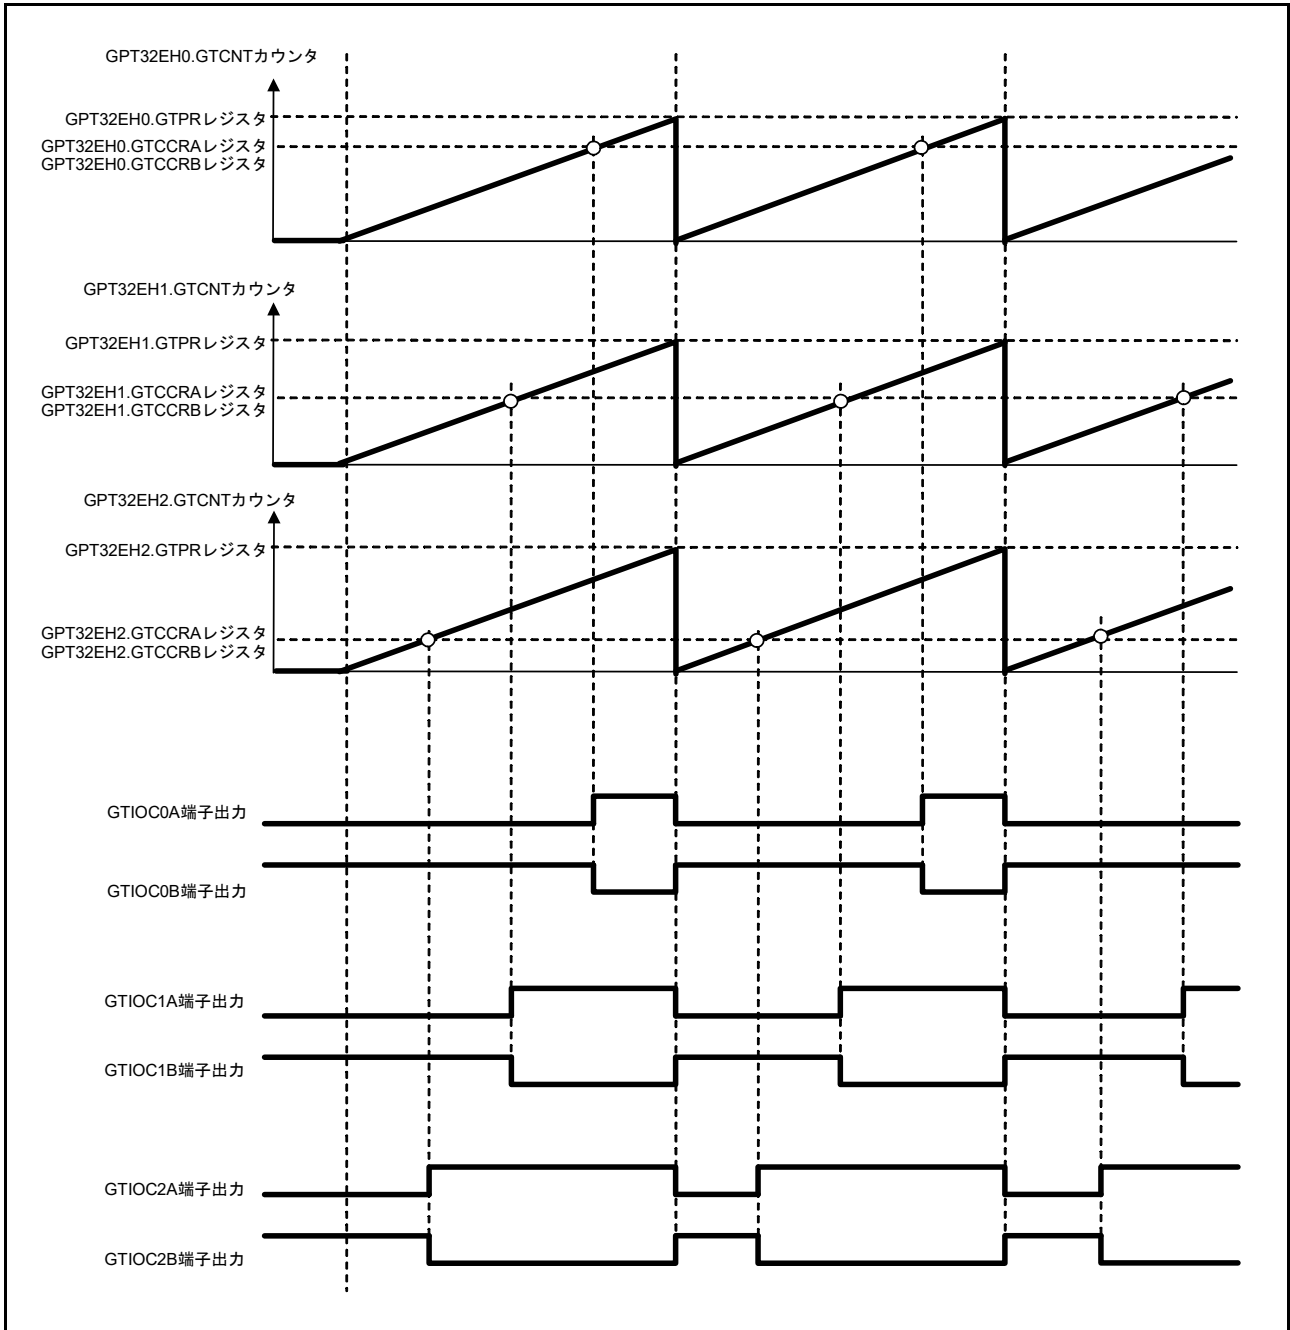 GPT32EH0.GTCNTカウンタ
GPT32EH0.GTPRレジスタ
GPT32EH0.GTCCRAレジスタ
GPT32EH0.GTCCRBレジスタ
GPT32EH1.GTCNTカウンタ
GPT32EH1.GTPRレジスタ
GPT32EH1.GTCCRAレジスタ
GPT32EH1.GTCCRBレジスタ
GPT32EH2.GTCNTカウンタ
GPT32EH2.GTPRレジスタ
GPT32EH2.GTCCRAレジスタ
GPT32EH2.GTCCRBレジスタ
GTIOC0A端子出力
GTIOC0B端子出力
GTIOC1A端子出力
GTIOC1B端子出力
GTIOC2A端子出力
GTIOC2B端子出力